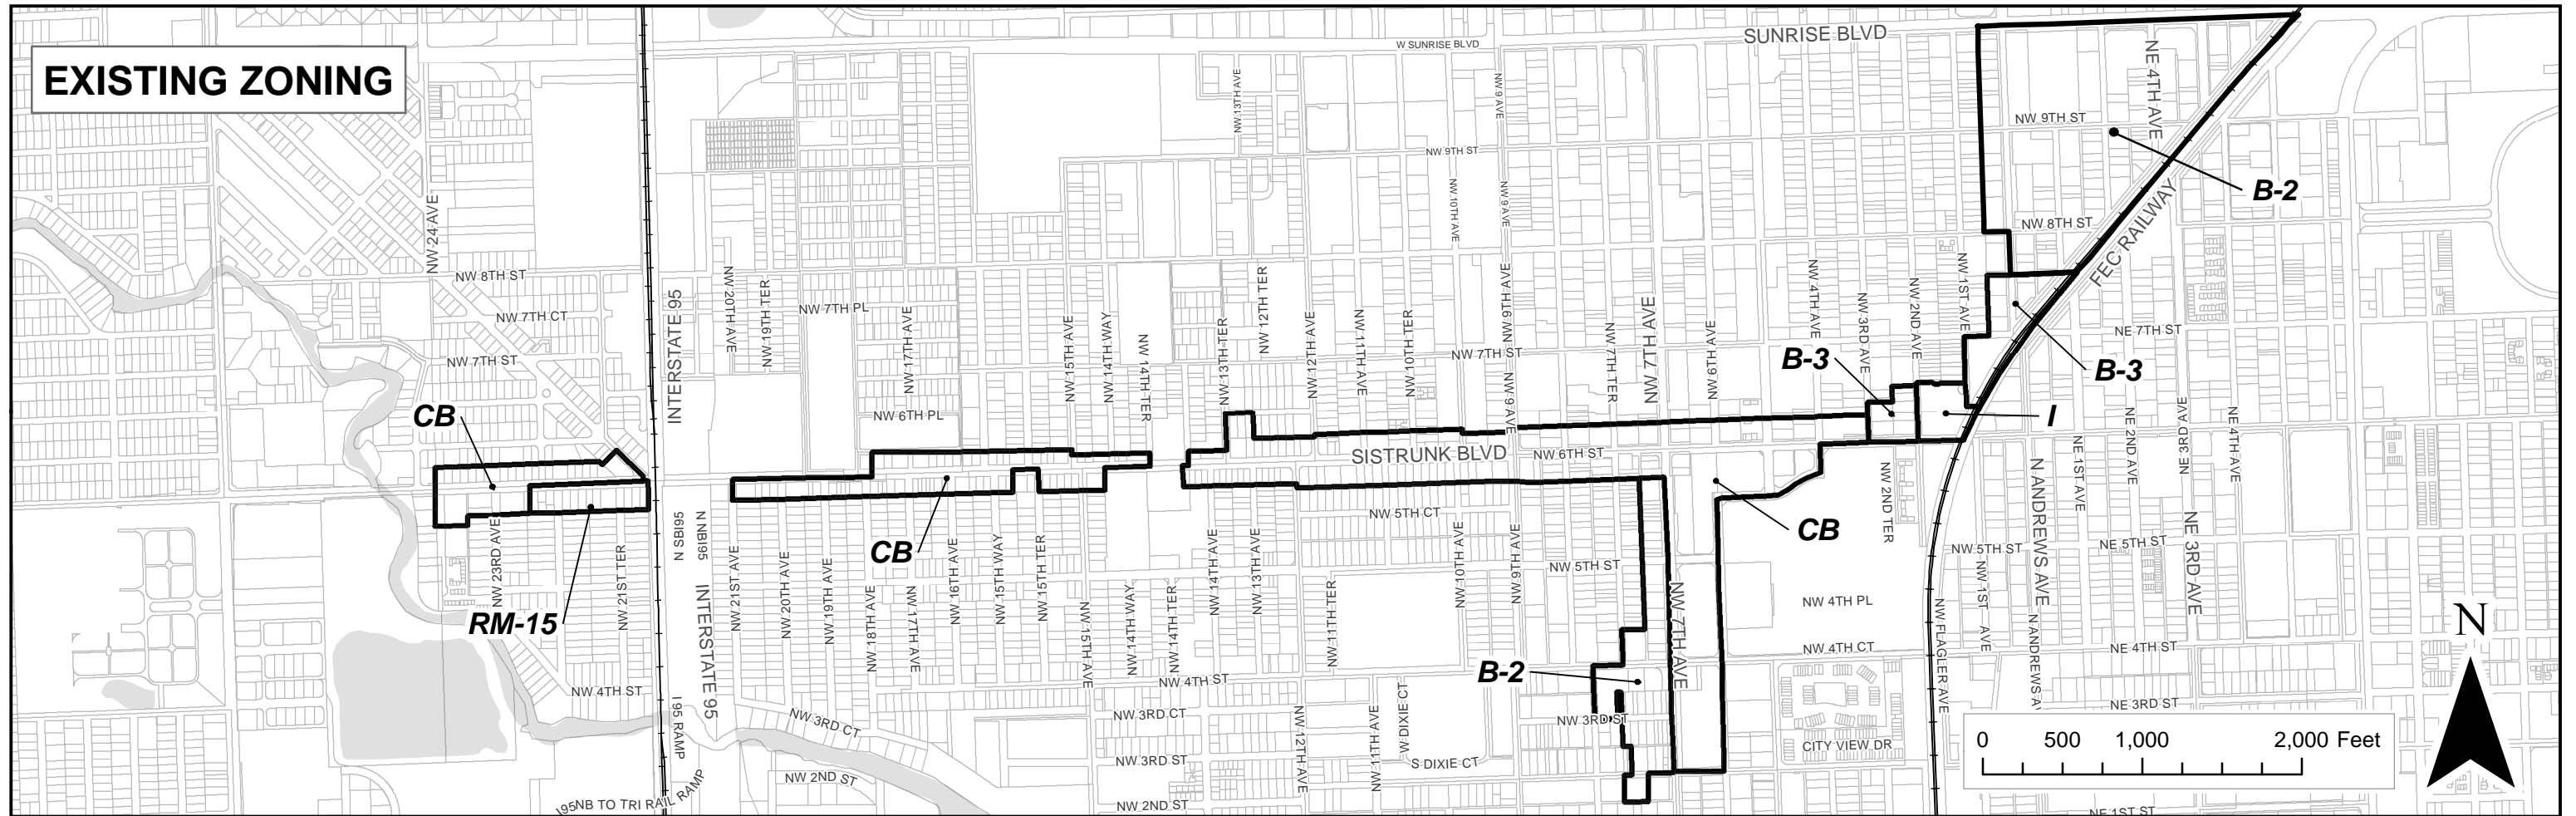 EXISTING ZONING
SUNRISE BLVD
W SUNRISE BLVD
NE 4TH AVE
NW 13TH AVE
NW 9 AVE
NW 9TH ST
NW 9TH ST
B-2
NW 24 AVE
NW 10TH AVE
NW 9 AVE
NW 8TH ST
FEC RAILWAY
NW 8TH ST
NW 7TH CT
NW 7TH ST
INTERSTATE 95
NW 20TH AVE
NW 19TH TER
NW 7TH PL
NW 17TH AVE
NW 6TH PL
NW 15TH AVE
NW 14TH WAY
NW 14TH TER
NW 13TH TER
NW 12TH TER
NW 12TH AVE
NW 11TH AVE
NW 10TH TER
NW 7TH ST
NW 9TH AVE
NW 9 AVE
NW 7TH TER
NW 7TH AVE
NW 6TH AVE
NW 4TH AVE
NW 3RD AVE
NW 2ND AVE
NW 1ST AVE
NE 7TH ST
B-3
B-3
I
CB
SISTRUNK BLVD
NW 6TH ST
NW 2ND TER
N ANDREWS AVE
NE 1ST AVE
NE 2ND AVE
NE 3RD AVE
NE 4TH AVE
CB
CB
RM-15
NW 23RD AVE
NW 21ST TER
N SBI95
N NBI95
INTERSTATE 95
NW 21ST AVE
NW 20TH AVE
NW 19TH AVE
NW 18TH AVE
NW 17TH AVE
NW 16TH AVE
NW 15TH WAY
NW 15TH TER
NW 15TH AVE
NW 14TH WAY
NW 14TH TER
NW 14TH AVE
NW 13TH AVE
NW 5TH CT
NW 11TH TER
NW 10TH AVE
NW 9TH AVE
NW 5TH ST
NW 7TH AVE
NW 4TH PL
NW 4TH CT
NW 5TH ST
NW 1ST AVE
NW FLAGLER AVE
N ANDREWS AV
NE 5TH ST
NE 3RD AVE
NE 4TH ST
NE 3RD ST
B-2
NW 4TH ST
NW 4TH ST
I95 RAMP
NW 3RD CT
NW 3RD CT
NW 3RD ST
NW 2ND ST
NW 2ND ST
I95NB TO TRI RAIL RAMP
NW 12TH AVE
NW 11TH AVE
W DIXIE CT
S DIXIE CT
NW 3RD ST
CITY VIEW DR
N
0 500 1,000 2,000 Feet
NE 1ST ST